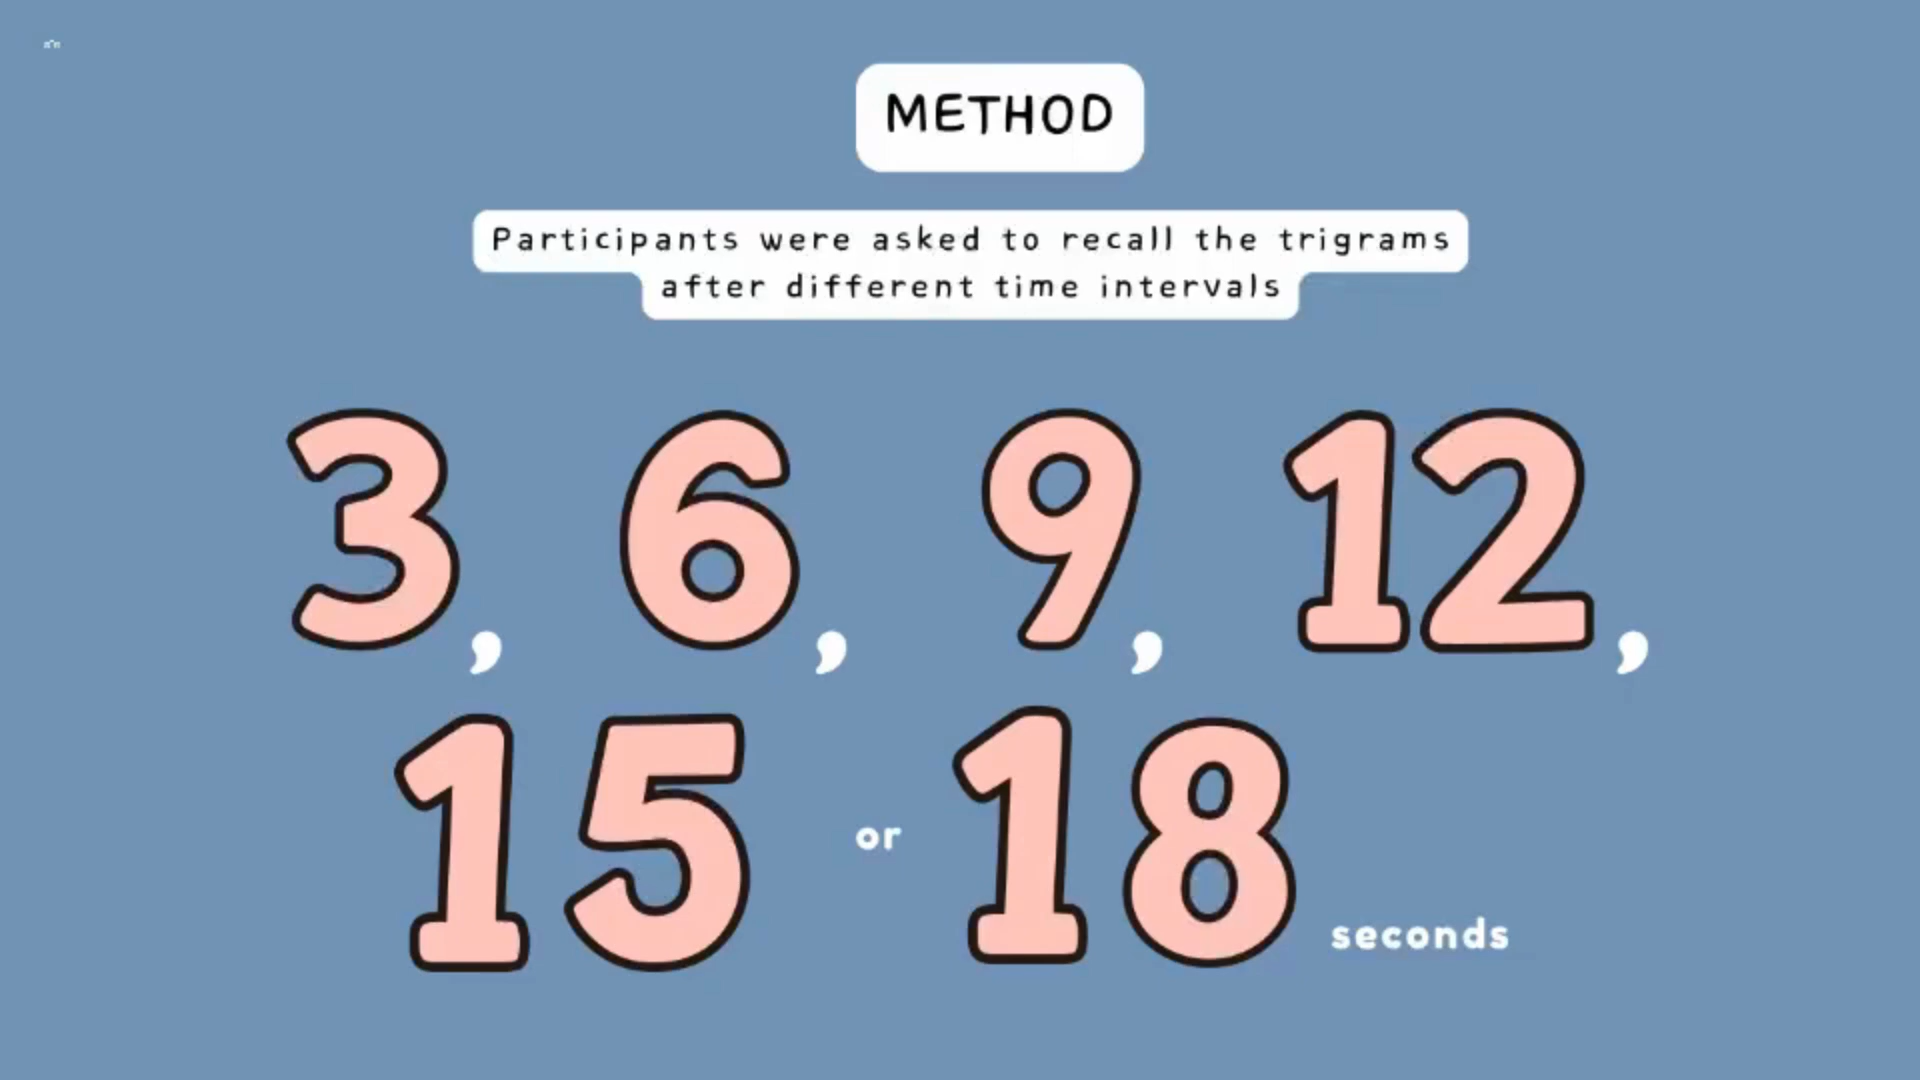 METHOD
Participants were asked to recall the trigrams
after different time intervals
3, 6, 9, 12,
15 or 18 seconds